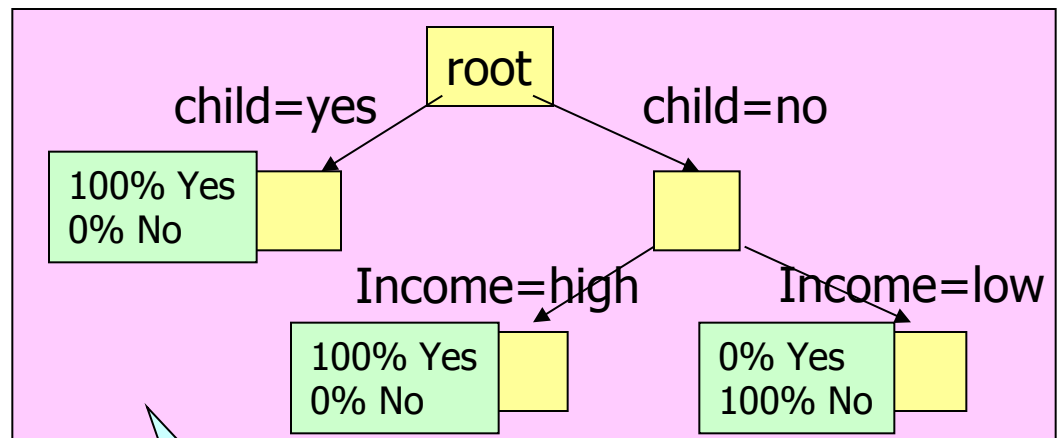 root
child=yes
child=no
100% Yes
0% No
Income=high
Income=low
100% Yes
0% No
0% Yes
100% No